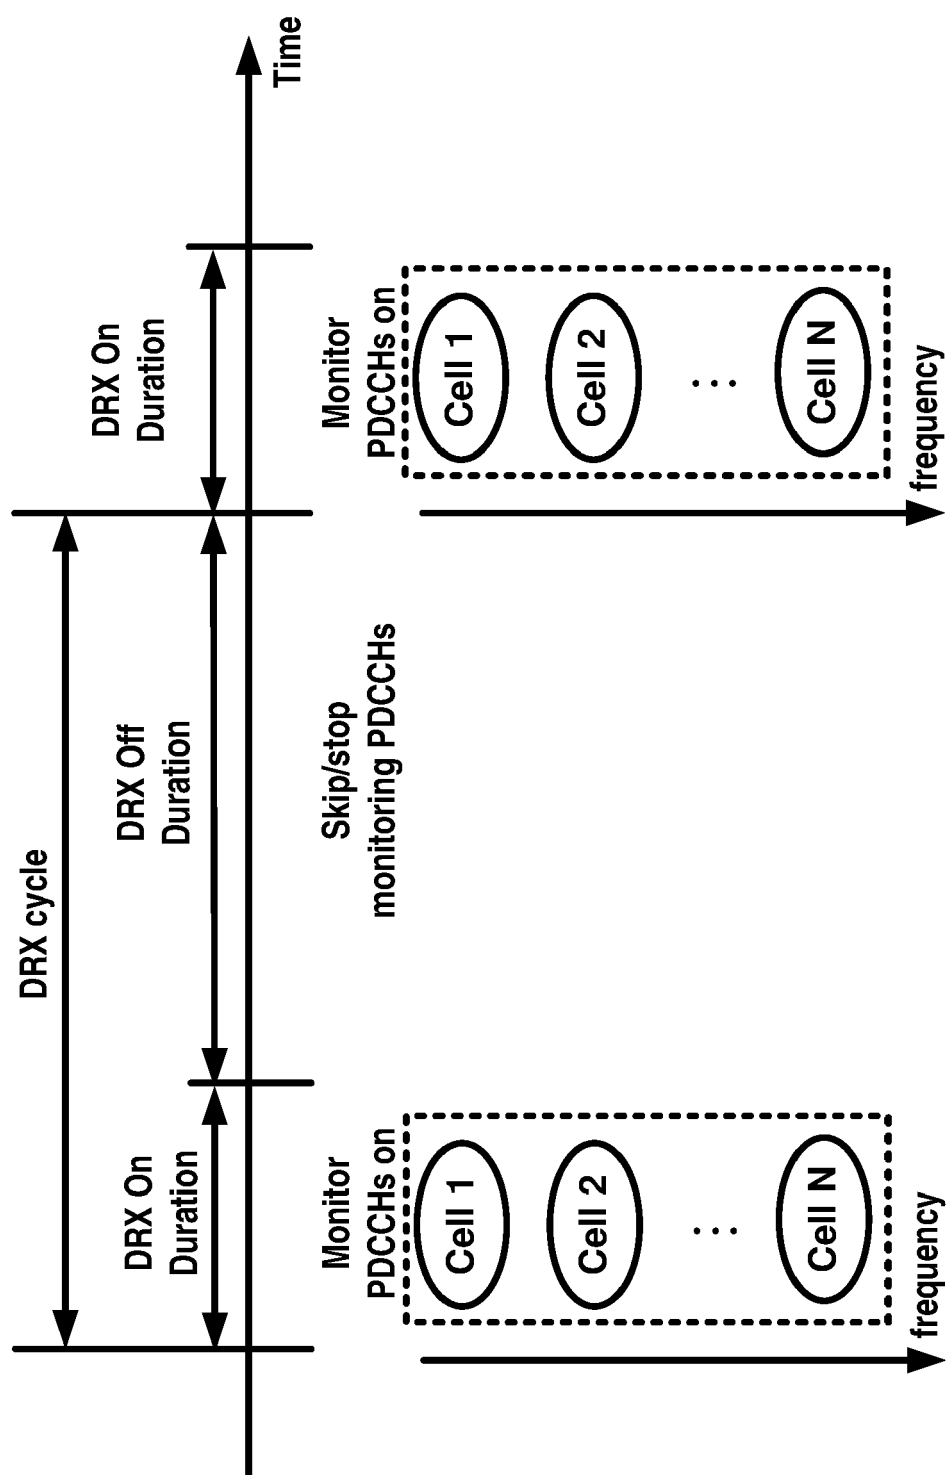 DRX cycle
DRX On
Duration
DRX Off
Duration
DRX On
Duration
Time
Monitor
PDCCHs on
Skip/stop
monitoring PDCCHs
Monitor
PDCCHs on
Cell 1
Cell 2
...
Cell N
frequency
Cell 1
Cell 2
...
Cell N
frequency